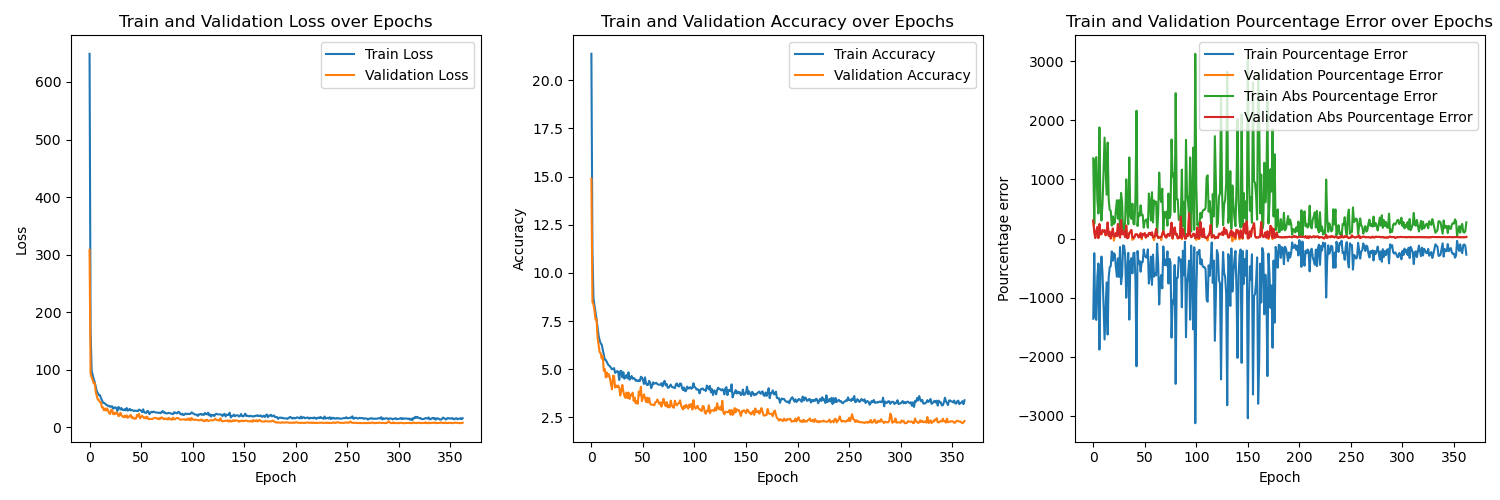 Train and Validation Loss over Epochs
Train Loss
Validation Loss
600
500
400
300
200
100
0
Loss
0 50 100 150 200 250 300 350
Epoch
Train and Validation Accuracy over Epochs
Train Accuracy
Validation Accuracy
20.0
17.5
15.0
12.5
10.0
7.5
5.0
2.5
Accuracy
0 50 100 150 200 250 300 350
Epoch
Train and Validation Pourcentage Error over Epochs
Train Pourcentage Error
Validation Pourcentage Error
Train Abs Pourcentage Error
Validation Abs Pourcentage Error
3000
2000
1000
0
−1000
−2000
−3000
Pourcentage error
0 50 100 150 200 250 300 350
Epoch